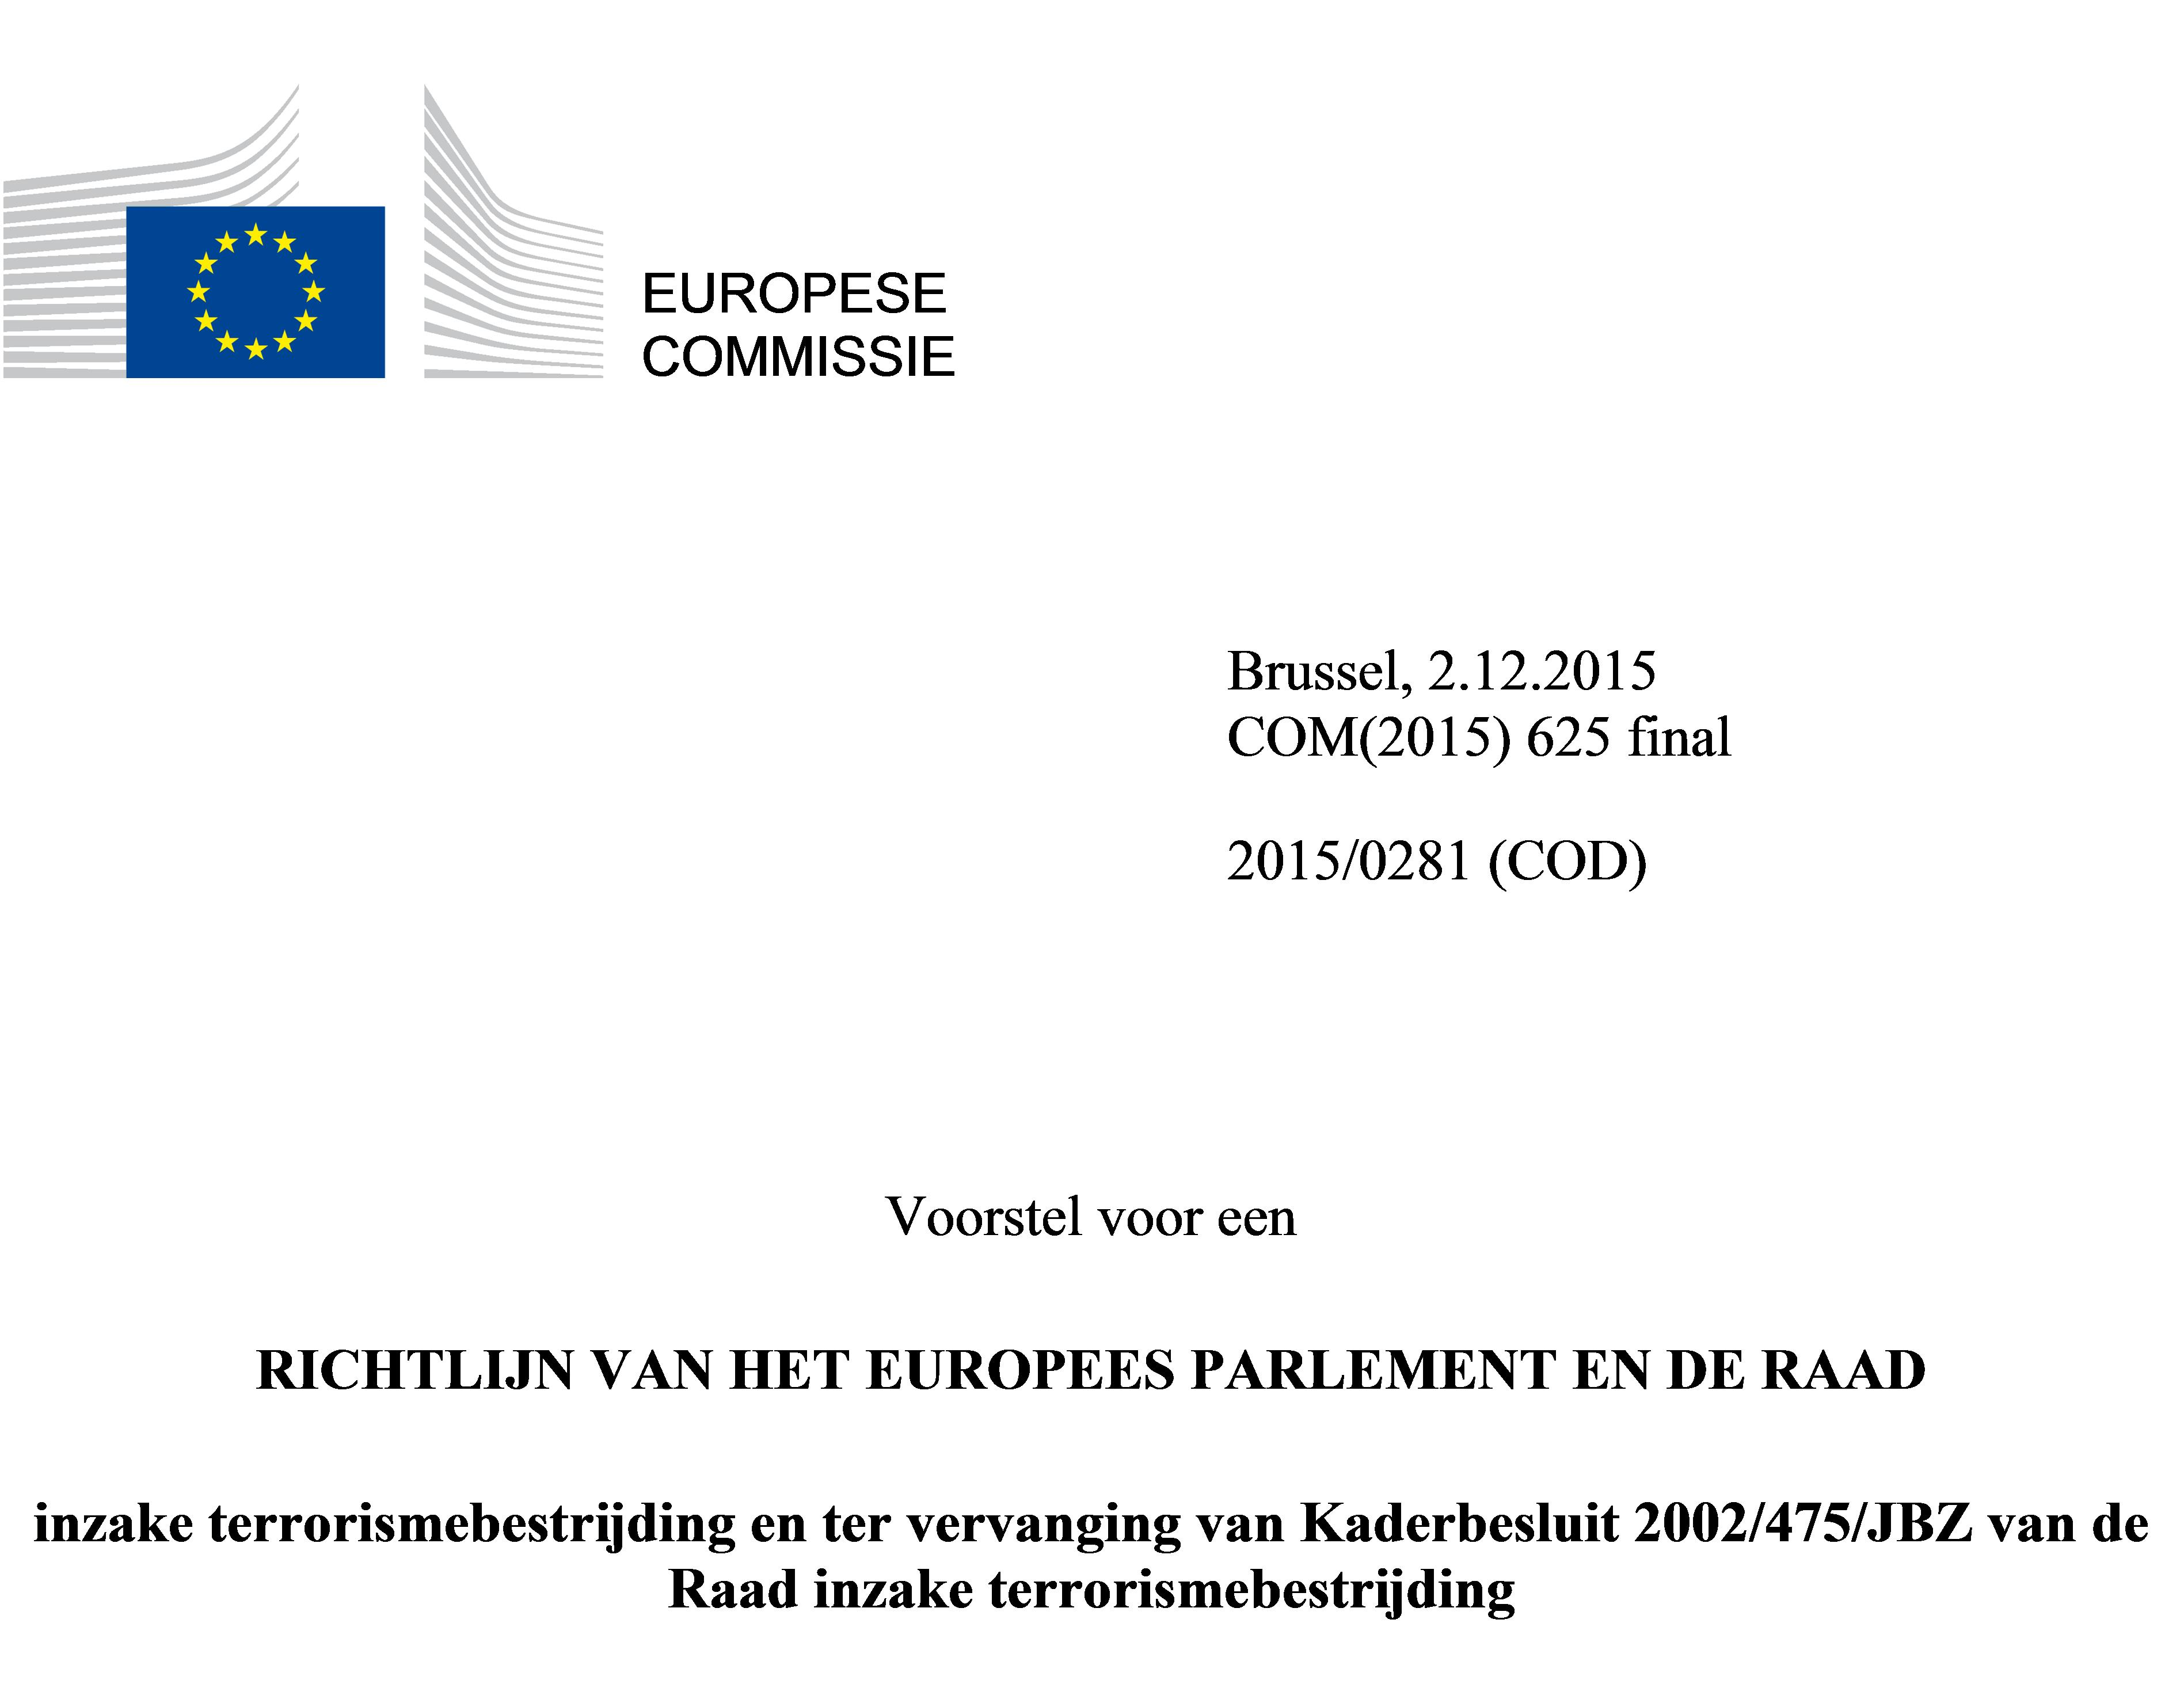 EUROPESE
COMMISSIE
Brussel, 2.12.2015
COM(2015) 625 final
2015/0281 (COD)
Voorstel voor een
RICHTLIJN VAN HET EUROPEES PARLEMENT EN DE RAAD
inzake terrorismebestrijding en ter vervanging van Kaderbesluit 2002/475/JBZ van de
Raad inzake terrorismebestrijding